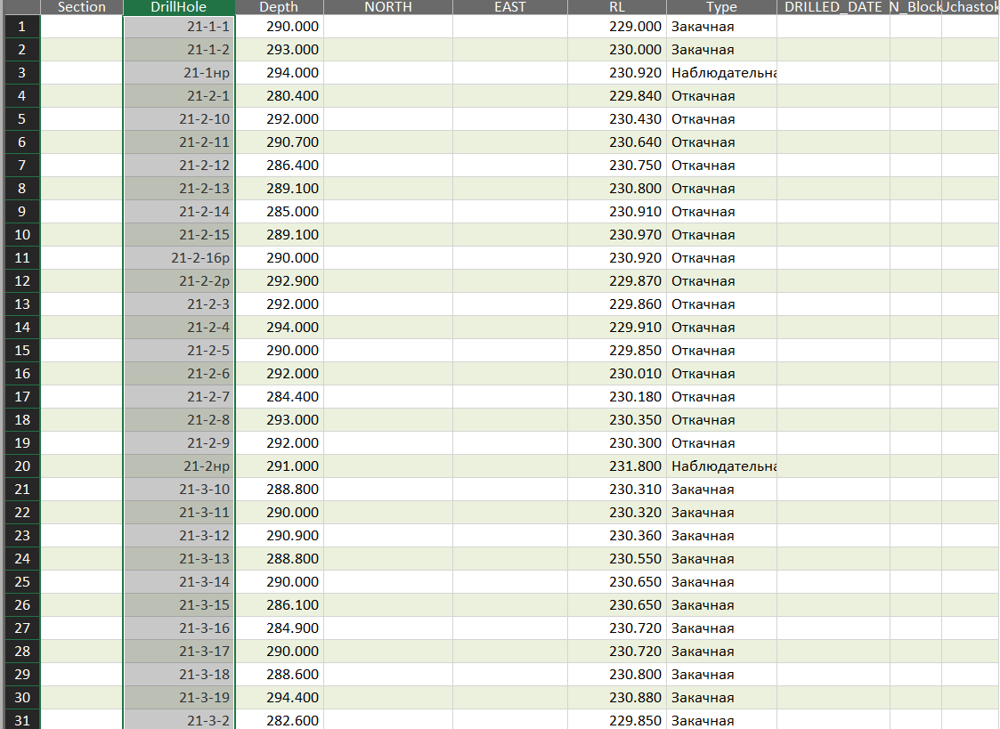 Section DrillHole Depth NORTH EAST RL Type DRILLED_DATE N_Block Uchastok
1 21-1-1 290.000 229.000 Закачная
2 21-1-2 293.000 230.000 Закачная
3 21-1нр 294.000 230.920 Наблюдательна
4 21-2-1 280.400 229.840 Откачная
5 21-2-10 292.000 230.430 Откачная
6 21-2-11 290.700 230.640 Откачная
7 21-2-12 286.400 230.750 Откачная
8 21-2-13 289.100 230.800 Откачная
9 21-2-14 285.000 230.910 Откачная
10 21-2-15 289.100 230.970 Откачная
11 21-2-16р 290.000 230.920 Откачная
12 21-2-2р 292.900 229.870 Откачная
13 21-2-3 292.000 229.860 Откачная
14 21-2-4 294.000 229.910 Откачная
15 21-2-5 290.000 229.850 Откачная
16 21-2-6 292.000 230.010 Откачная
17 21-2-7 284.400 230.180 Откачная
18 21-2-8 293.000 230.350 Откачная
19 21-2-9 292.000 230.300 Откачная
20 21-2нр 291.000 231.800 Наблюдательна
21 21-3-10 288.800 230.310 Закачная
22 21-3-11 290.000 230.320 Закачная
23 21-3-12 290.900 230.360 Закачная
24 21-3-13 288.800 230.550 Закачная
25 21-3-14 290.000 230.650 Закачная
26 21-3-15 286.100 230.650 Закачная
27 21-3-16 284.900 230.720 Закачная
28 21-3-17 290.000 230.720 Закачная
29 21-3-18 288.600 230.800 Закачная
30 21-3-19 294.400 230.880 Закачная
31 21-3-2 282.600 229.850 Закачная